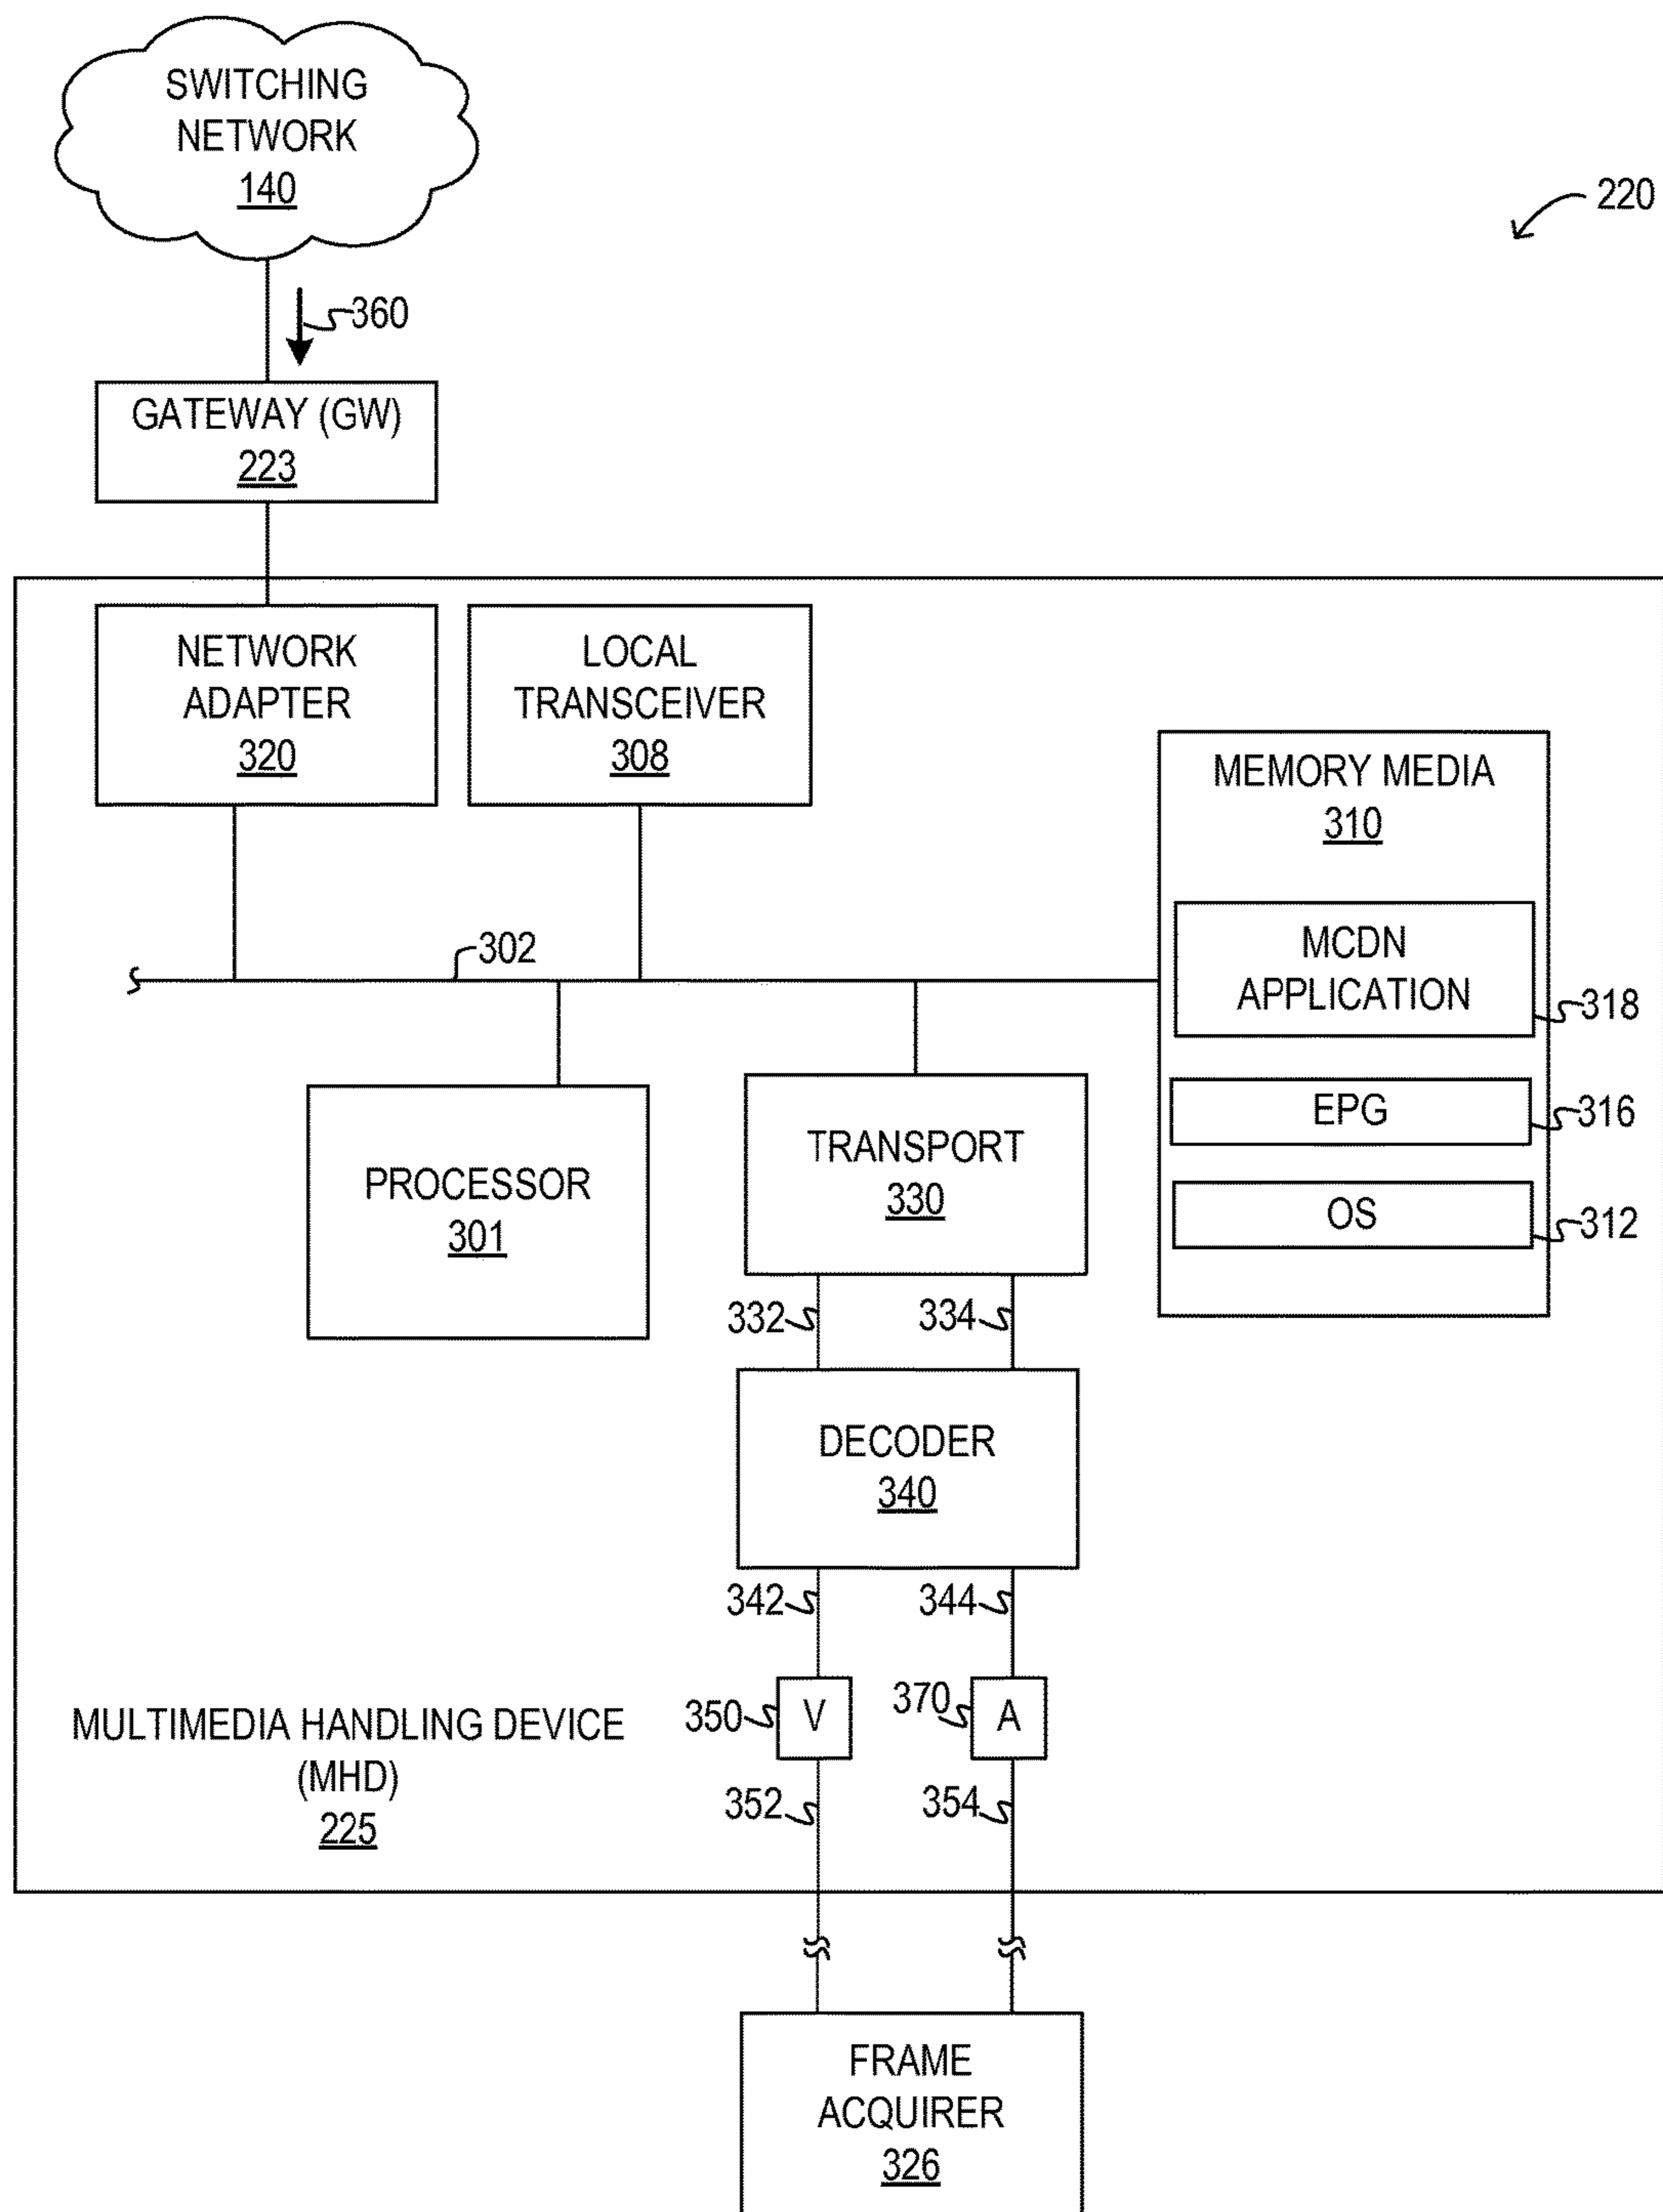 SWITCHING
NETWORK
140
220
360
GATEWAY (GW)
223
NETWORK
ADAPTER
320
LOCAL
TRANSCEIVER
308
MEMORY MEDIA
310
302
MCDN
APPLICATION
318
EPG
316
OS
312
PROCESSOR
301
TRANSPORT
330
332
334
DECODER
340
342
344
350
V
370
A
MULTIMEDIA HANDLING DEVICE
(MHD)
225
352
354
FRAME
ACQUIRER
326